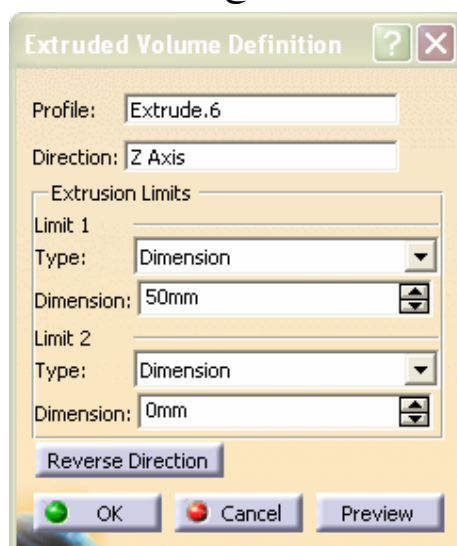 Extruded Volume Definition ? X
Profile: Extrude.6
Direction: Z Axis
Extrusion Limits
Limit 1
Type: Dimension
Dimension: 50mm
Limit 2
Type: Dimension
Dimension: 0mm
Reverse Direction
OK Cancel Preview